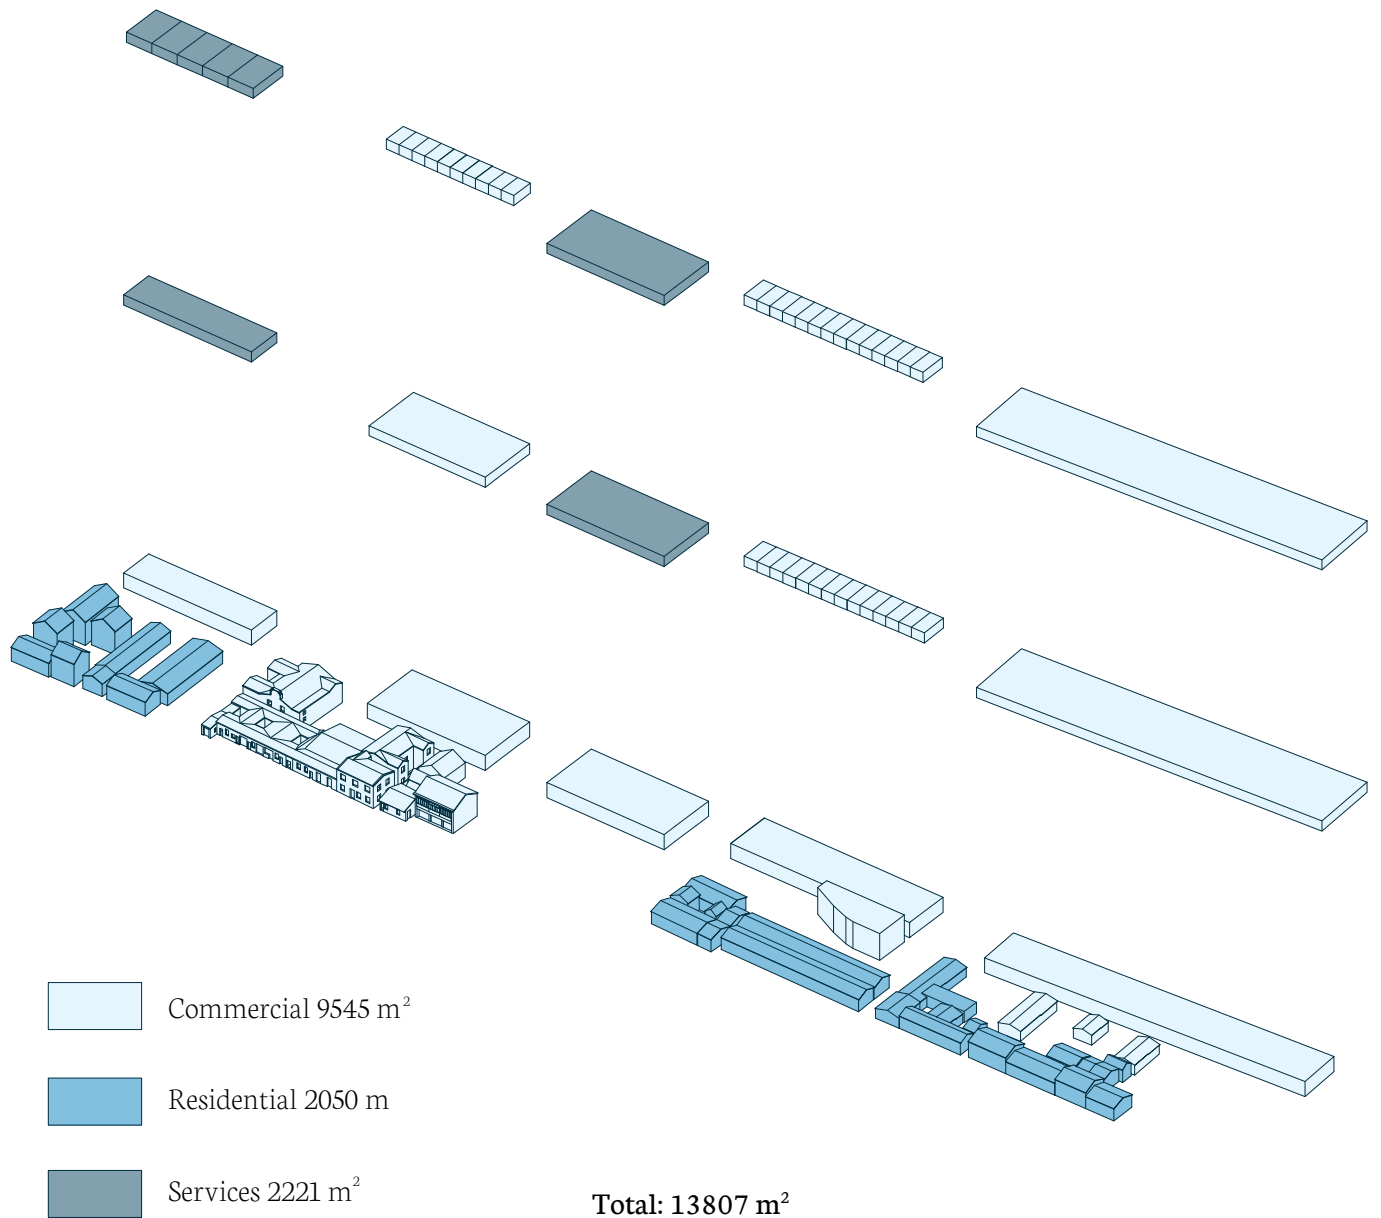 Commercial 9545 m²
Residential 2050 m
Services 2221 m²
Total: 13807 m²